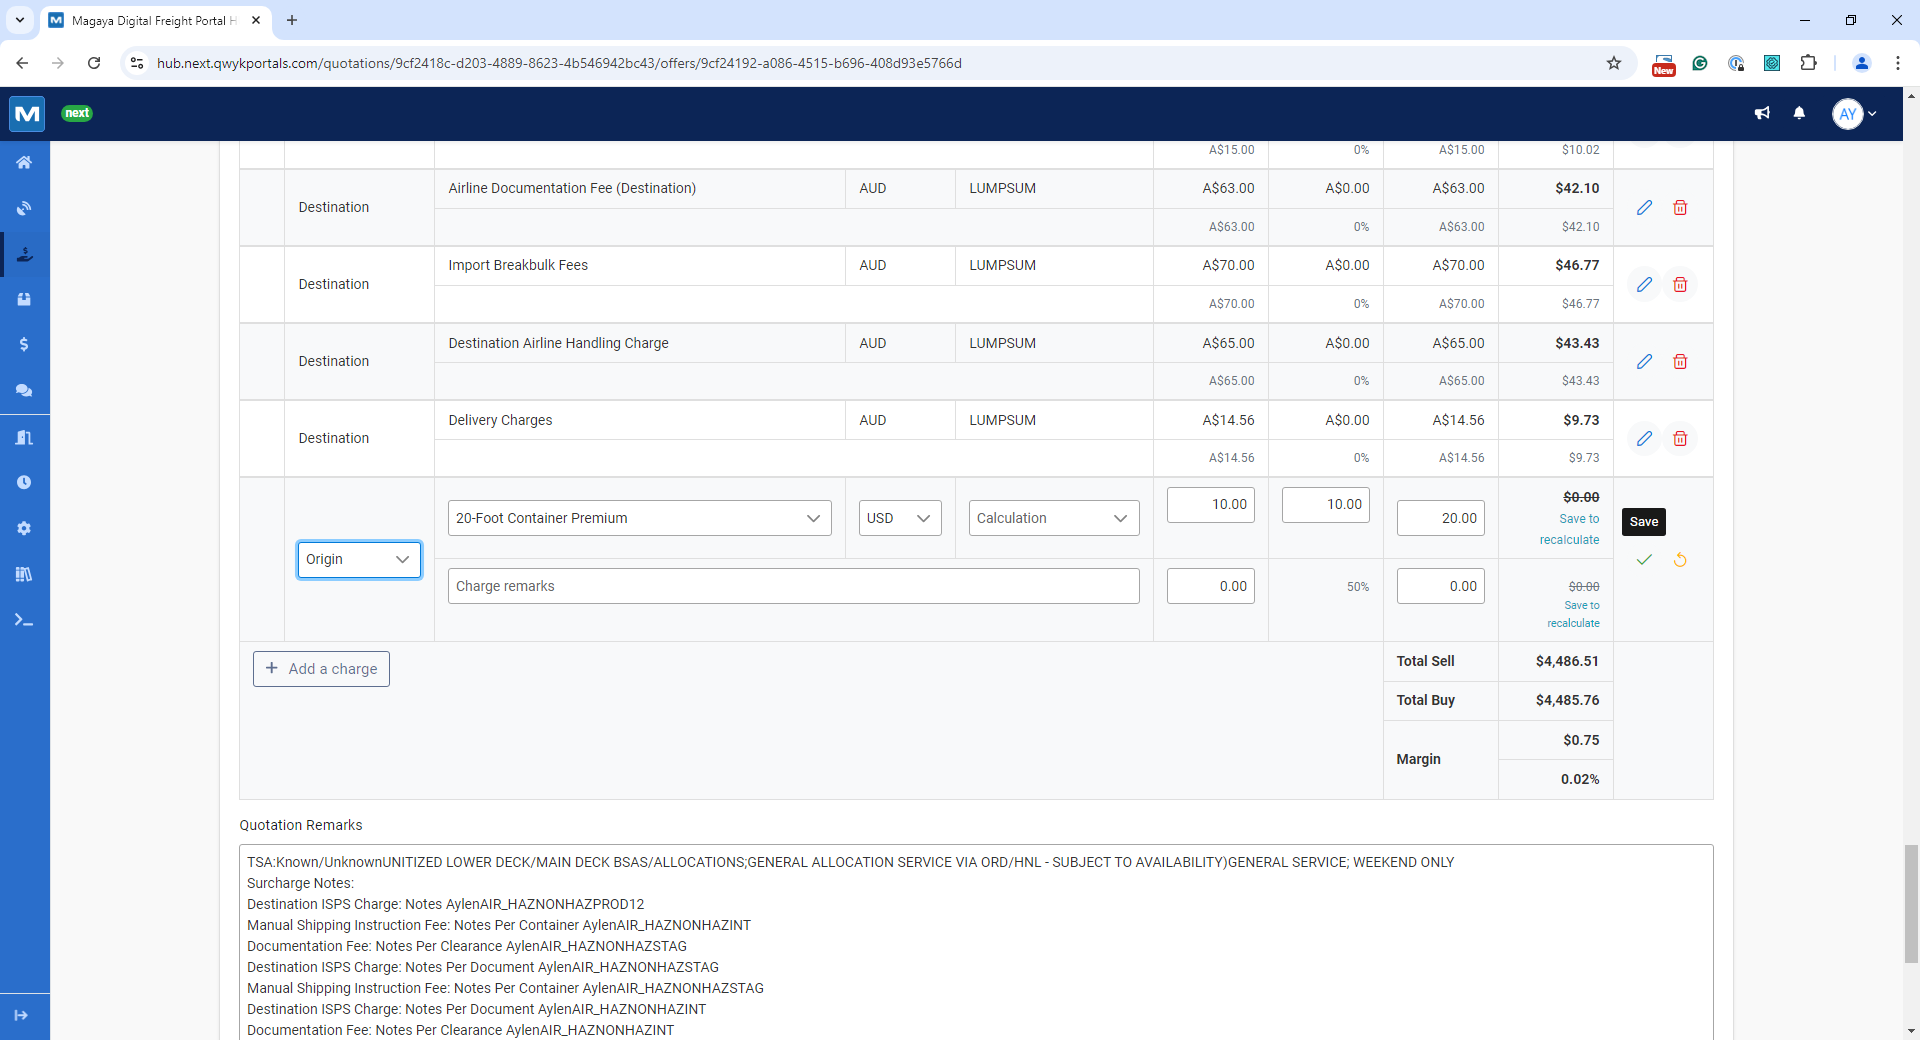 Magaya Digital Freight Portal H
hub.next.qwykportals.com/quotations/9cf2418c-d203-4889-8623-4b546942bc43/offers/9cf24192-a086-4515-b696-408d93e5766d
New
next
AY
A$15.00 0% A$15.00 $10.02
Destination
Airline Documentation Fee (Destination) AUD LUMPSUM A$63.00 A$0.00 A$63.00 $42.10
A$63.00 0% A$63.00 $42.10
Destination
Import Breakbulk Fees AUD LUMPSUM A$70.00 A$0.00 A$70.00 $46.77
A$70.00 0% A$70.00 $46.77
Destination
Destination Airline Handling Charge AUD LUMPSUM A$65.00 A$0.00 A$65.00 $43.43
A$65.00 0% A$65.00 $43.43
Destination
Delivery Charges AUD LUMPSUM A$14.56 A$0.00 A$14.56 $9.73
A$14.56 0% A$14.56 $9.73
Origin
20-Foot Container Premium USD Calculation 10.00 10.00 20.00
$0.00
Save to
recalculate
Save
Charge remarks 0.00 50% 0.00
$0.00
Save to
recalculate
Add a charge
Total Sell $4,486.51
Total Buy $4,485.76
Margin
$0.75
0.02%
Quotation Remarks
TSA:Known/UnknownUNITIZED LOWER DECK/MAIN DECK BSAS/ALLOCATIONS;GENERAL ALLOCATION SERVICE VIA ORD/HNL - SUBJECT TO AVAILABILITY)GENERAL SERVICE; WEEKEND ONLY
Surcharge Notes:
Destination ISPS Charge: Notes AylenAIR_HAZNONHAZPROD12
Manual Shipping Instruction Fee: Notes Per Container AylenAIR_HAZNONHAZINT
Documentation Fee: Notes Per Clearance AylenAIR_HAZNONHAZSTAG
Destination ISPS Charge: Notes Per Document AylenAIR_HAZNONHAZSTAG
Manual Shipping Instruction Fee: Notes Per Container AylenAIR_HAZNONHAZSTAG
Destination ISPS Charge: Notes Per Document AylenAIR_HAZNONHAZINT
Documentation Fee: Notes Per Clearance AylenAIR_HAZNONHAZINT